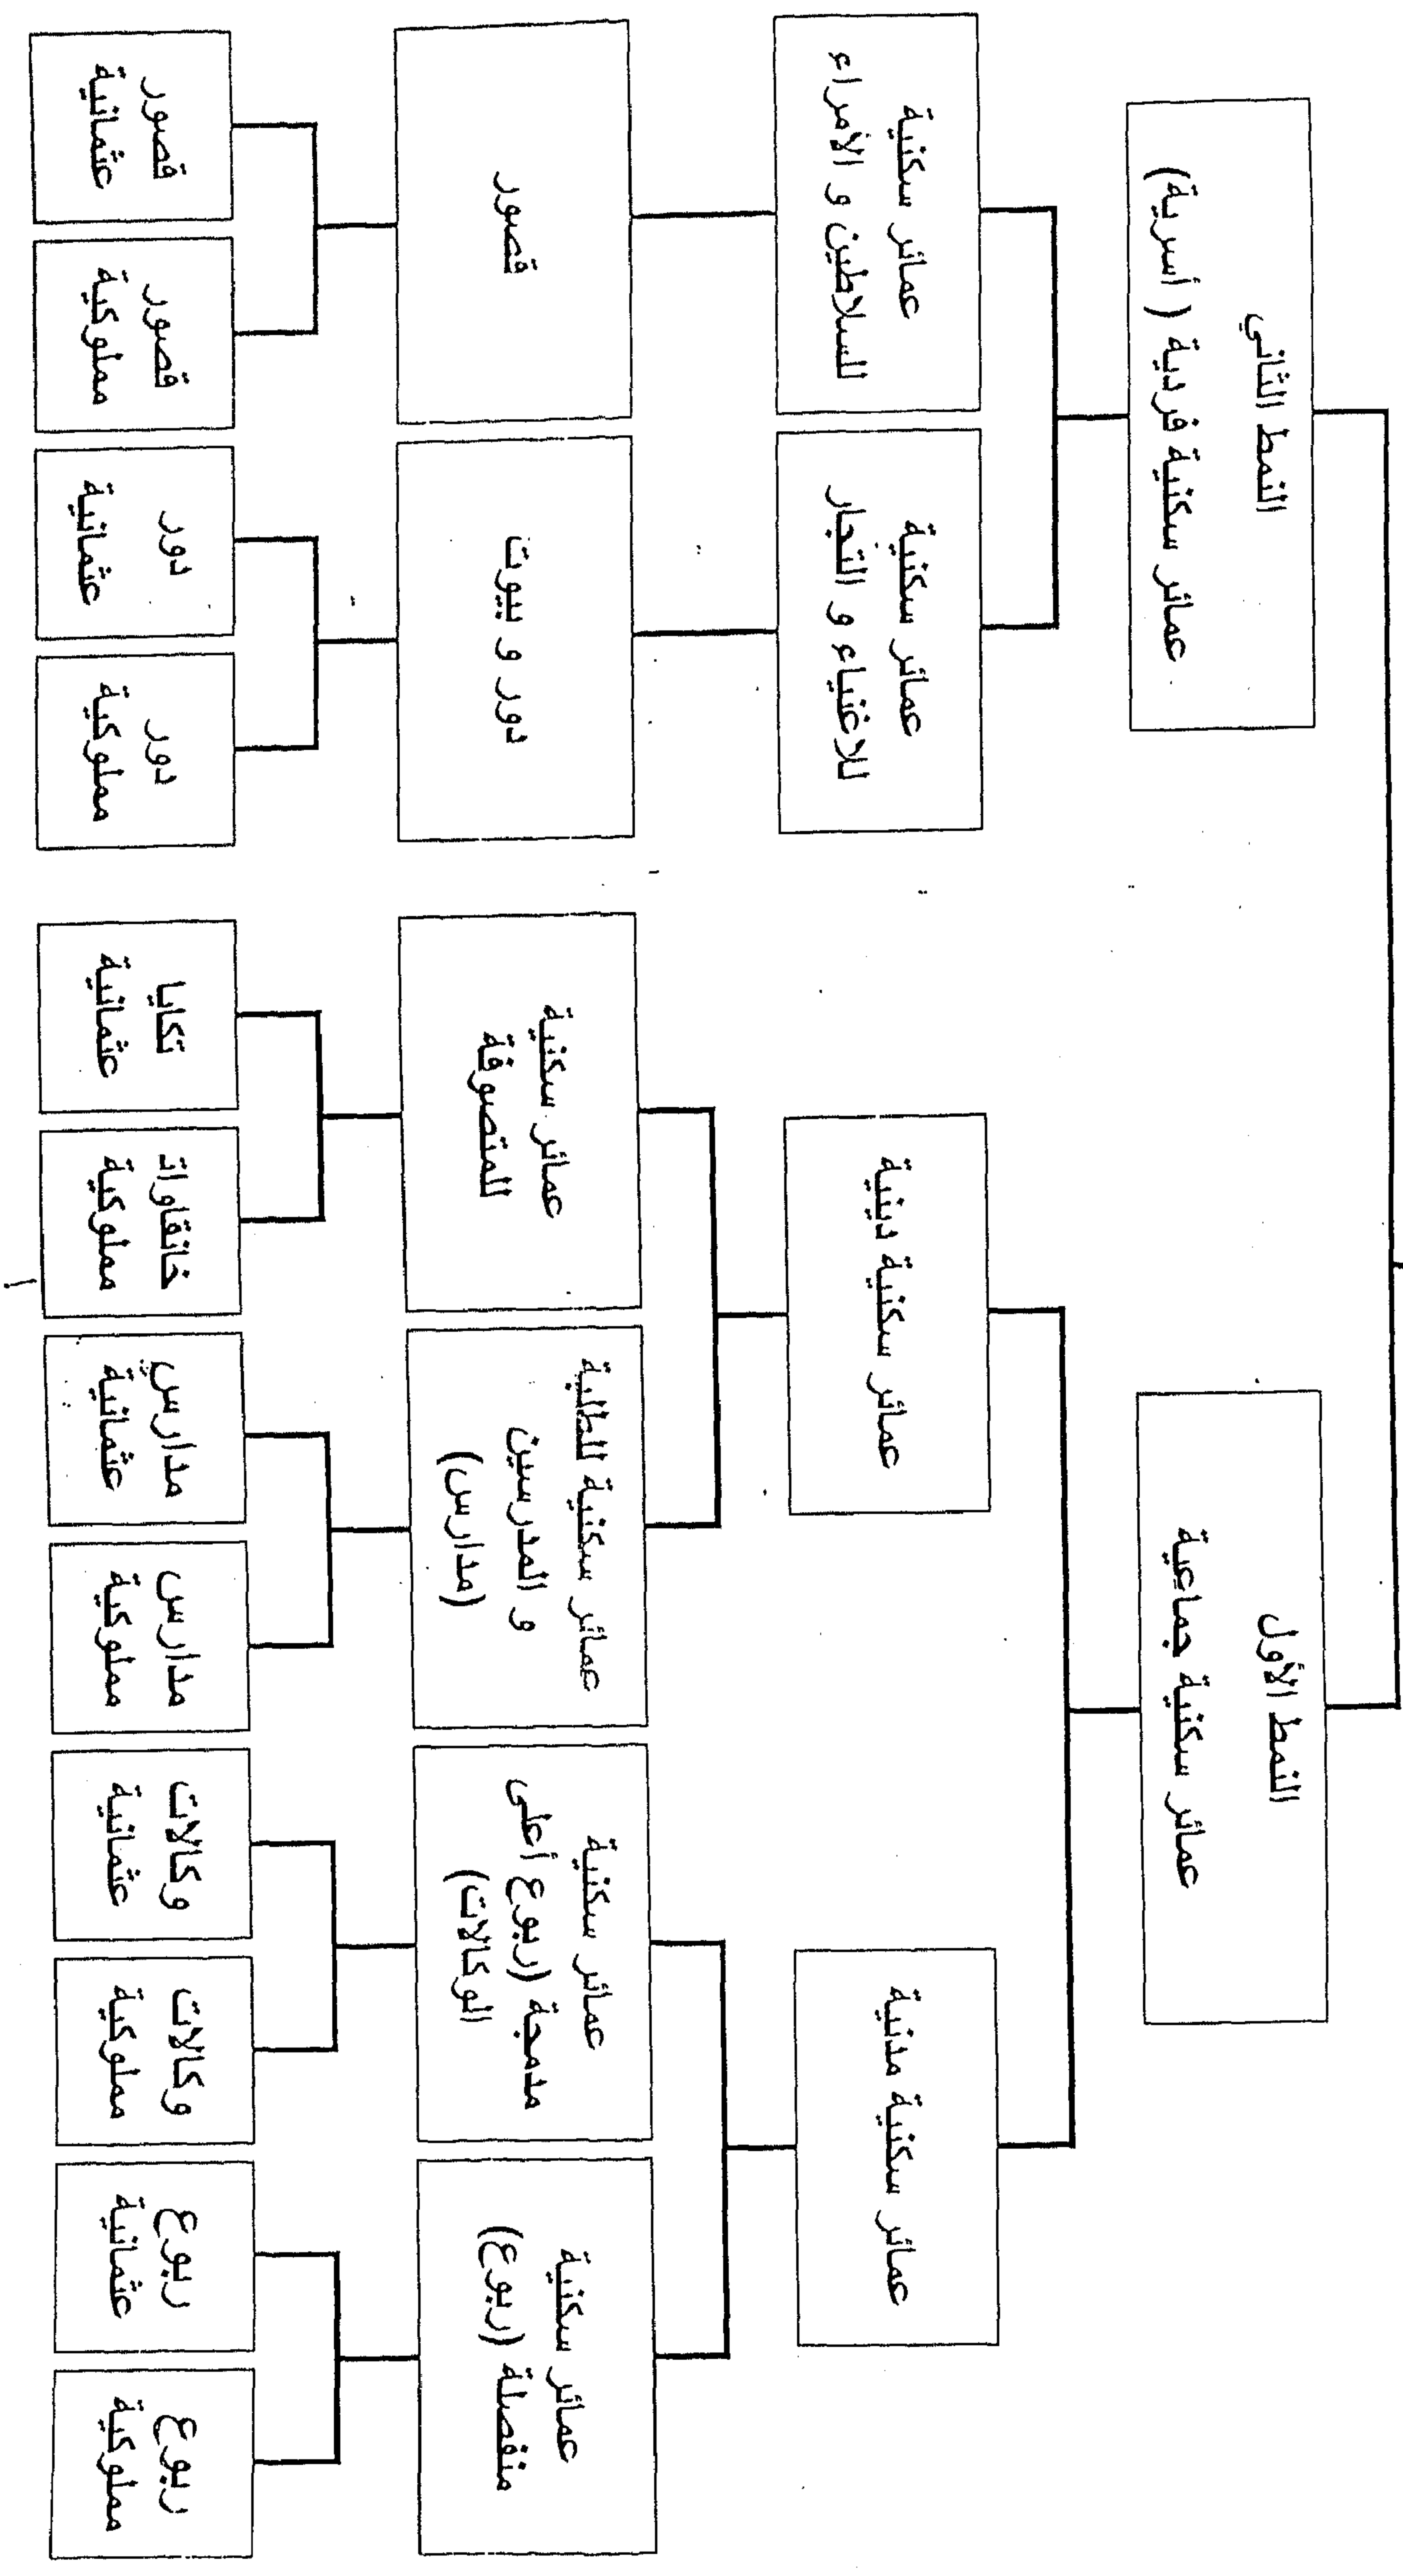 النمط الأول
عمائر سكنية جماعية
النمط الثاني
عمائر سكنية فردية ( أسرية)
عمائر سكنية مدنية
عمائر سكنية دينية
عمائر سكنية
للاغنياء و التجار
عمائر سكنية
للسلاطين و الأمراء
عمائر سكنية
منفصلة (ربوع)
عمائر سكنية
مدمجة (ربوع أعلى
الوكالات)
عمائر سكنية للطلبة
و المدرسين
(مدارس)
عمائر سكنية
للمتصوفة
دور و بيوت
قصور
ربوع
مملوكية
ربوع
عثمانية
وكالات
مملوكية
وكالات
عثمانية
مدارس
مملوكية
مدارس
عثمانية
خانقاوات
مملوكية
تكايا
عثمانية
دور
مملوكية
دور
عثمانية
قصور
مملوكية
قصور
عثمانية